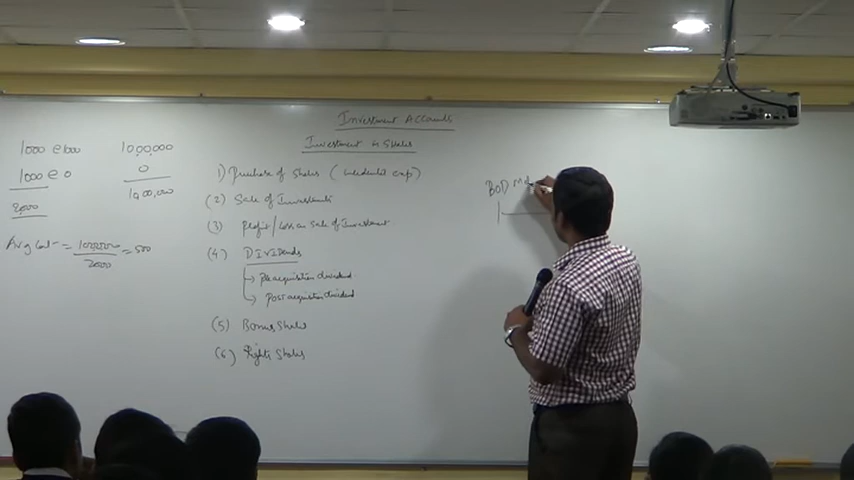 Investment Accounts
Investment in Shares
1) Purchase of Shares (incidental exp)
(2) Sale of Investments
(3) Profit / Loss on Sale of Investment
(4) DIVIDENDS
Pre acquisition dividend
Post acquisition dividend
(5) Bonus Shares
(6) Rights Shares
1000 @ 1000 10,00,000
1000 @ 0 0
2000 10,00,000
Avg Cost = 1000000 / 2000 = 500
BOD